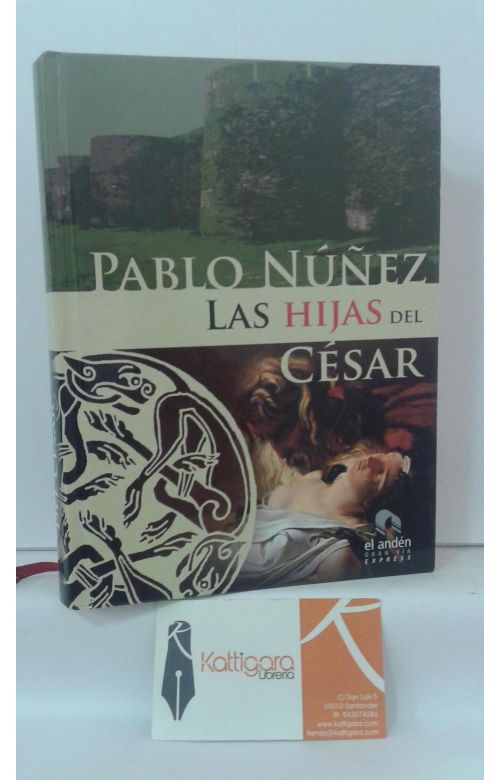 PABLO NÚÑEZ
LAS HIJAS DEL
CÉSAR
el andén
GRAN VÍA
EXPRESS
Kattigara
Librería
C/ San Luis 5
39010 Santander
tlf: 942074286
www.kattigara.com
tienda@kattigara.com